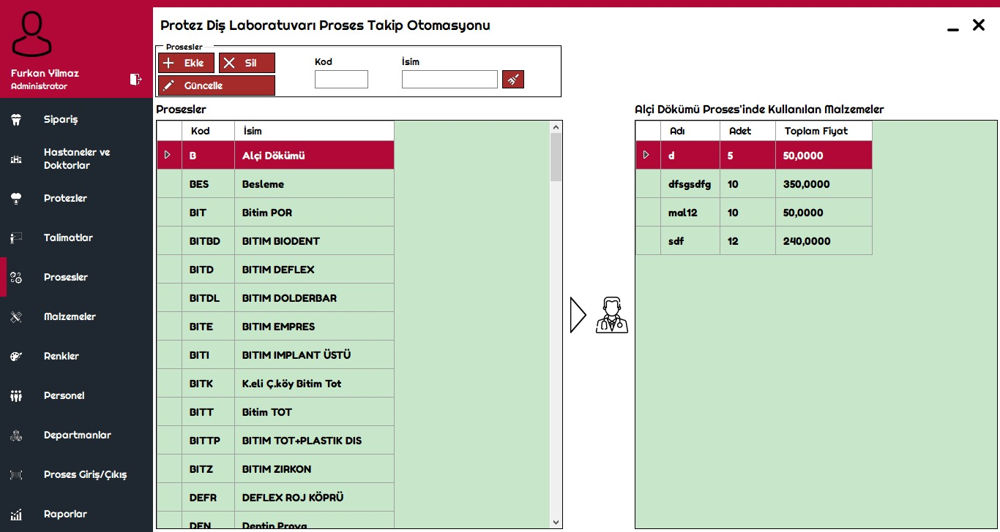 Protez Diş Laboratuvarı Proses Takip Otomasyonu
Furkan Yilmaz
Administrator
Sipariş
Hastaneler ve
Doktorlar
Protezler
Talimatlar
Prosesler
Malzemeler
Renkler
Personel
Departmanlar
Proses Giriş/Çıkış
Raporlar
Prosesler
Ekle
Sil
Güncelle
Kod
İsim
Prosesler
Kod İsim
B Alçi Dökümü
BES Besleme
BIT Bitim POR
BITBD BITIM BIODENT
BITD BITIM DEFLEX
BITDL BITIM DOLDERBAR
BITE BITIM EMPRES
BITI BITIM IMPLANT ÜSTÜ
BITK K.eli Ç.köy Bitim Tot
BITT Bitim TOT
BITTP BITIM TOT+PLASTIK DIS
BITZ BITIM ZIRKON
DEFR DEFLEX ROJ KÖPRÜ
DEN Dentin Prova
Alçi Dökümü Proses'inde Kullanılan Malzemeler
Adı Adet Toplam Fiyat
d 5 50,0000
dfsgsdfg 10 350,0000
mal12 10 50,0000
sdf 12 240,0000